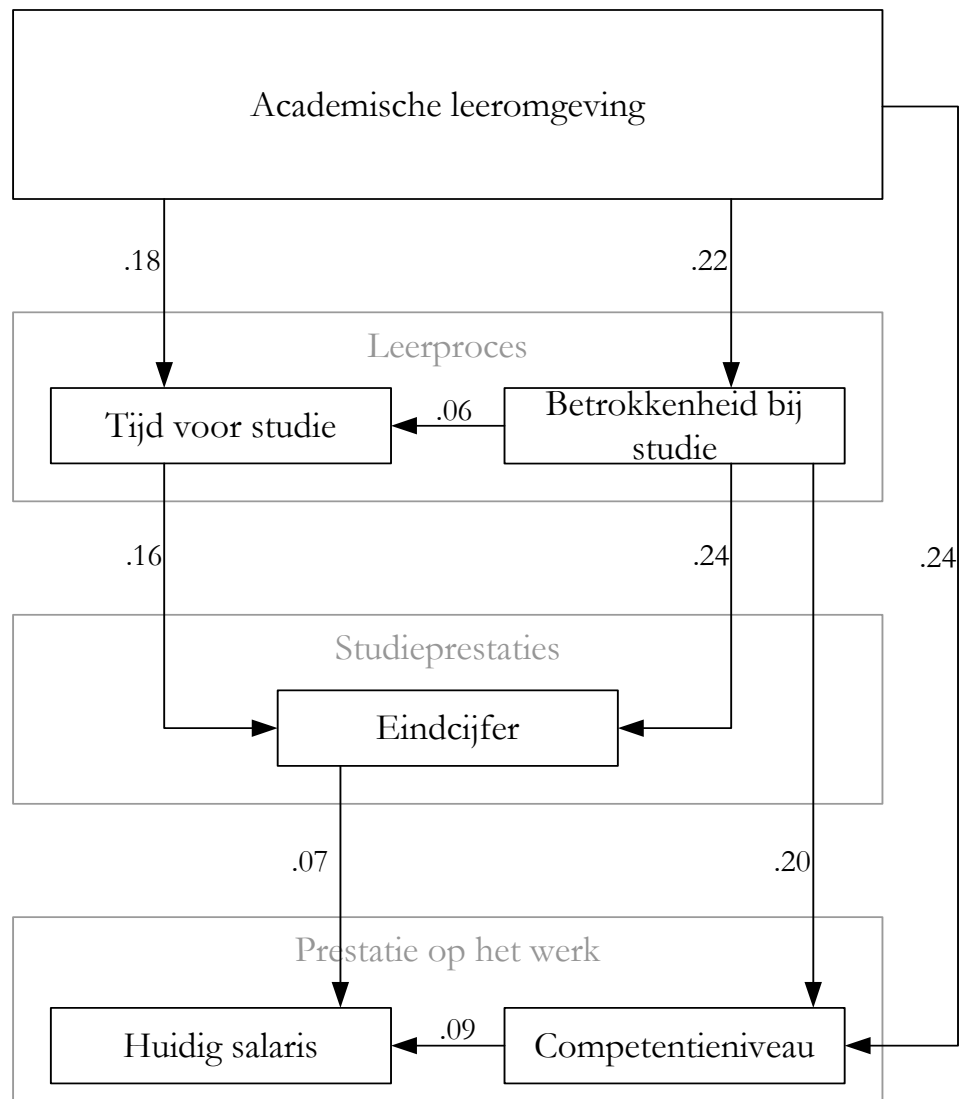 Academische leeromgeving
.18
.22
Leerproces
Tijd voor studie
.06
Betrokkenheid bij
studie
.16
.24
.24
Studieprestaties
Eindcijfer
.07
.20
Prestatie op het werk
Huidig salaris
.09
Competentieniveau